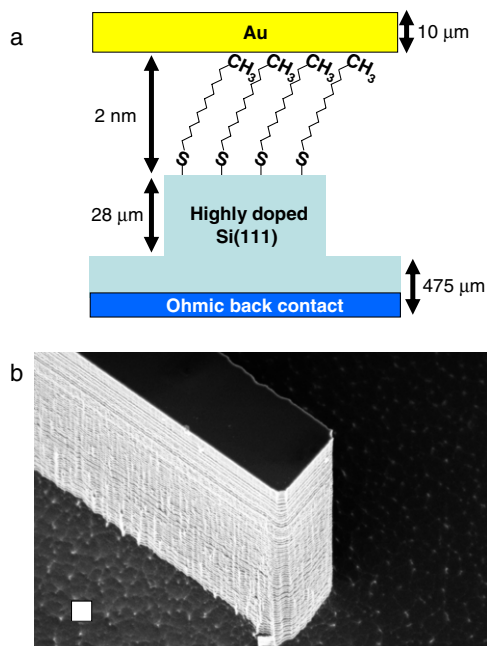 a
Au
10 μm
CH3 CH3 CH3 CH3
2 nm
S S S S
28 μm
Highly doped
Si(111)
475 μm
Ohmic back contact
b